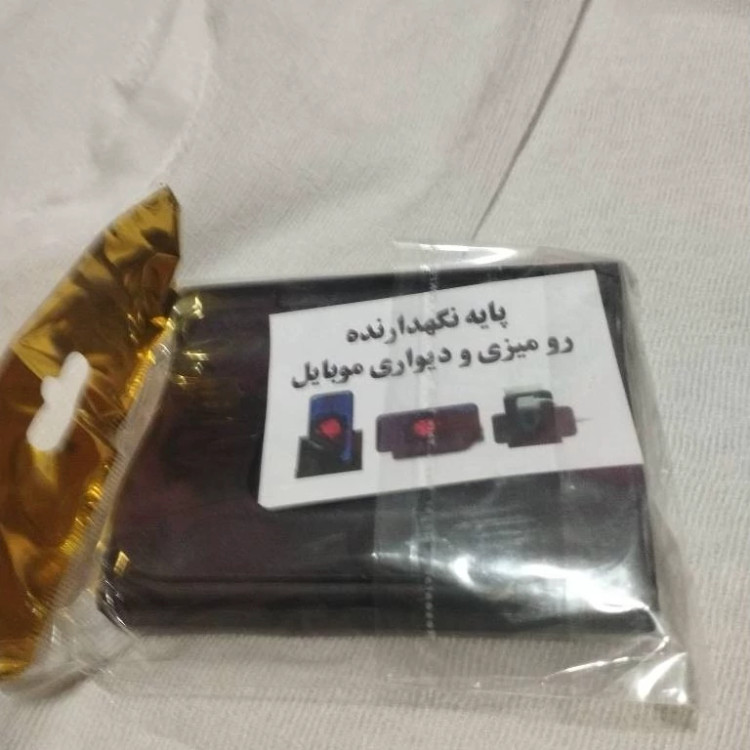 پایه نگهدارنده
رو میزی و دیواری موبایل